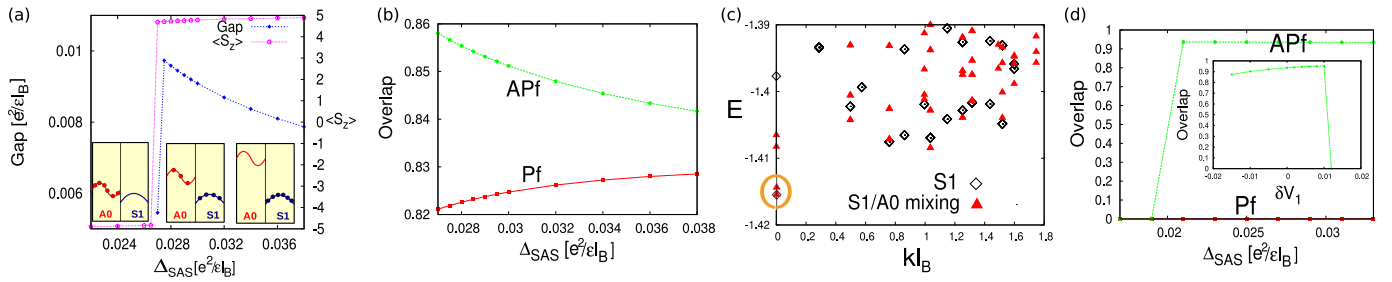 (a)
Gap [e²/εl_B]
0.01
0.008
0.006
Gap
<S_z>
5
4
3
2
1
0
-1
-2
-3
-4
-5
<S_z>
A0 S1
A0 S1
A0 S1
0.024 0.028 0.032 0.036
Δ_SAS [e²/εl_B]
(b)
Overlap
0.86
0.85
0.84
0.83
0.82
APf
Pf
0.028 0.03 0.032 0.034 0.036 0.038
Δ_SAS [e²/εl_B]
(c)
E
-1.39
-1.4
-1.41
-1.42
S1
S1/A0 mixing
0 0.2 0.4 0.6 0.8 1 1.2 1.4 1.6 1.8
kl_B
(d)
Overlap
1
0.9
0.8
0.7
0.6
0.5
0.4
0.3
0.2
0.1
0
APf
Overlap
1
0.9
0.8
0.7
0.6
0.5
0.4
0.3
0.2
0.1
0
-0.02 -0.01 0 0.01 0.023
δV₁
Pf
0.02 0.025 0.03
Δ_SAS [e²/εl_B]